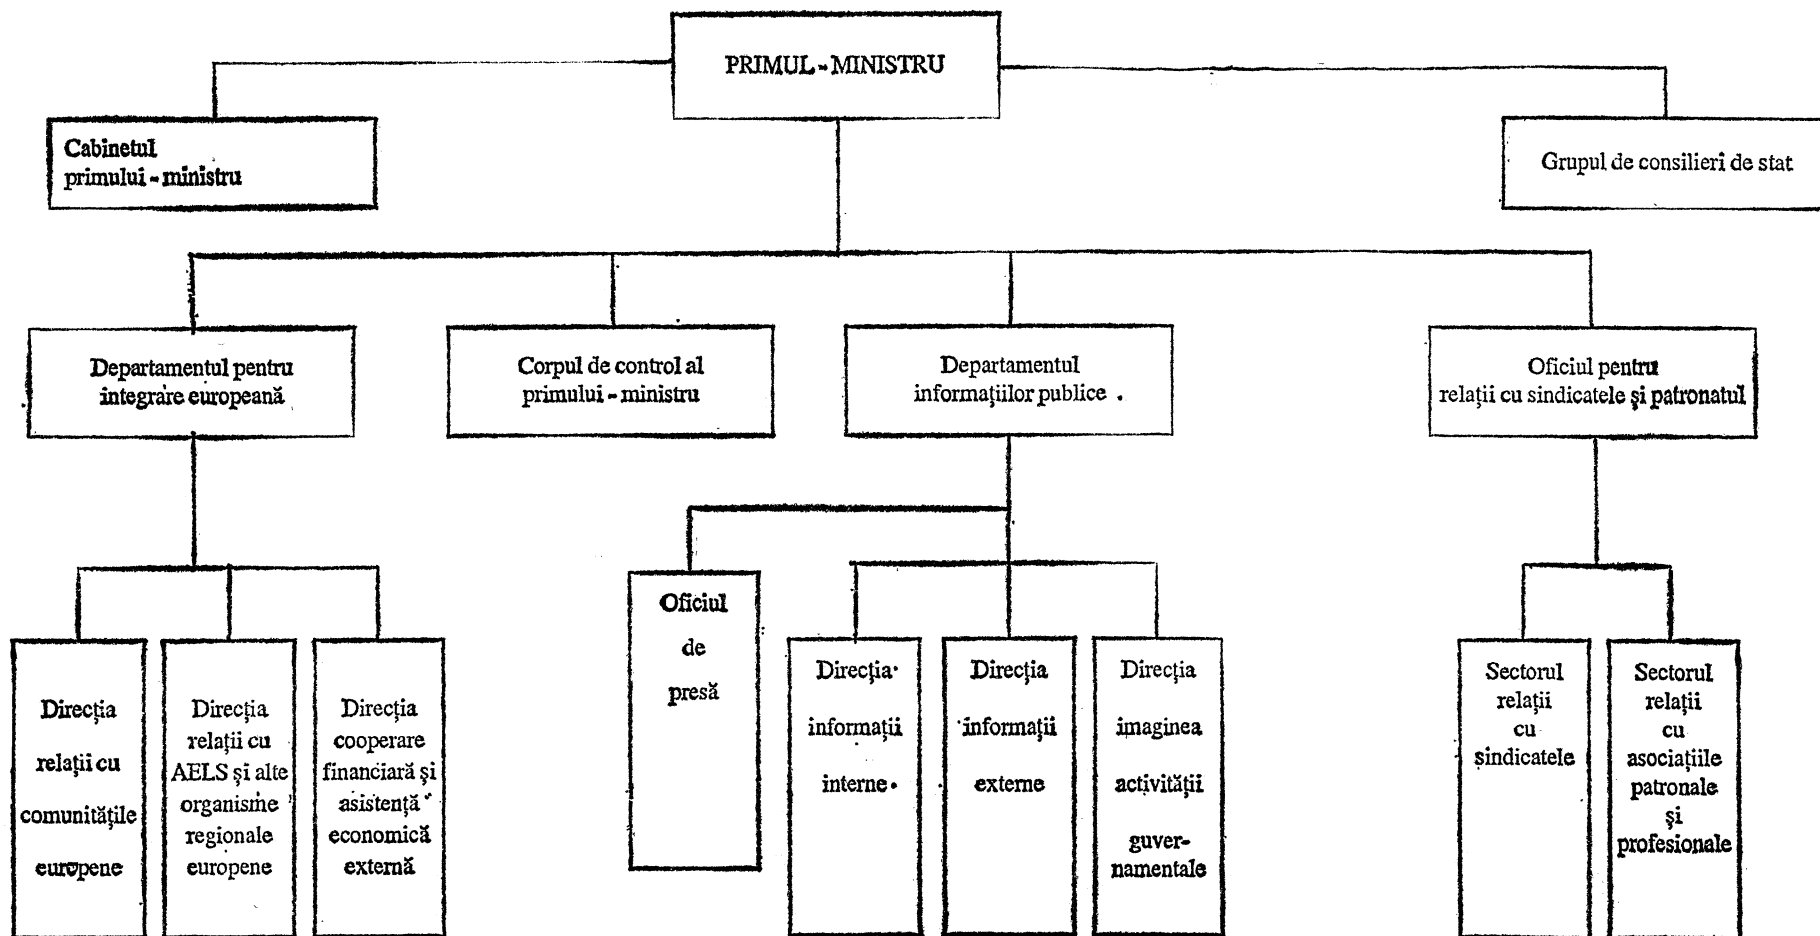 PRIMUL-MINISTRU
Cabinetul
primului-ministru
Grupul de consilieri de stat
Departamentul pentru
integrare europeană
Corpul de control al
primului-ministru
Departamentul
informațiilor publice
Oficiul pentru
relații cu sindicatele și patronatul
Direcția
relații cu
comunitățile
europene
Direcția
relații cu
AELS și alte
organisme
regionale
europene
Direcția
cooperare
financiară și
asistență
economică
externă
Oficiul
de
presă
Direcția
informații
interne
Direcția
informații
externe
Direcția
imaginea
activității
guver-
namentale
Sectorul
relații
cu
sindicatele
Sectorul
relații
cu
asociațiile
patronale
și
profesionale